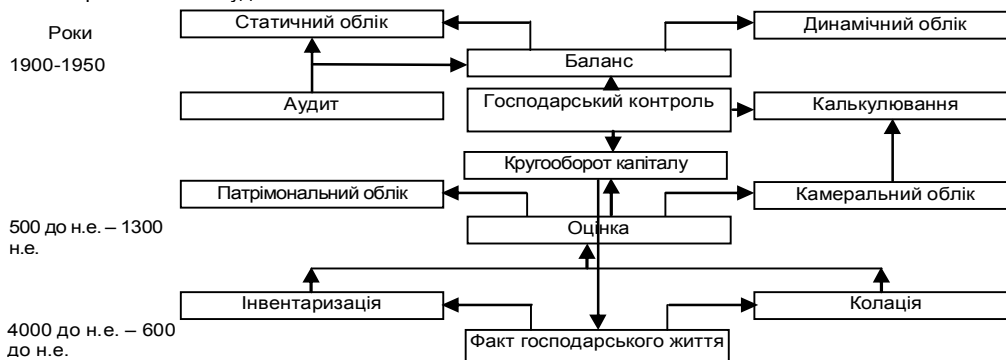 Роки
Статичний облік
Динамічний облік
1900-1950
Баланс
Аудит
Господарський контроль
Калькулювання
Кругооборот капіталу
Патрімональний облік
Камеральний облік
500 до н.е. – 1300
н.е.
Оцінка
Інвентаризація
Колація
4000 до н.е. – 600
до н.е.
Факт господарського життя